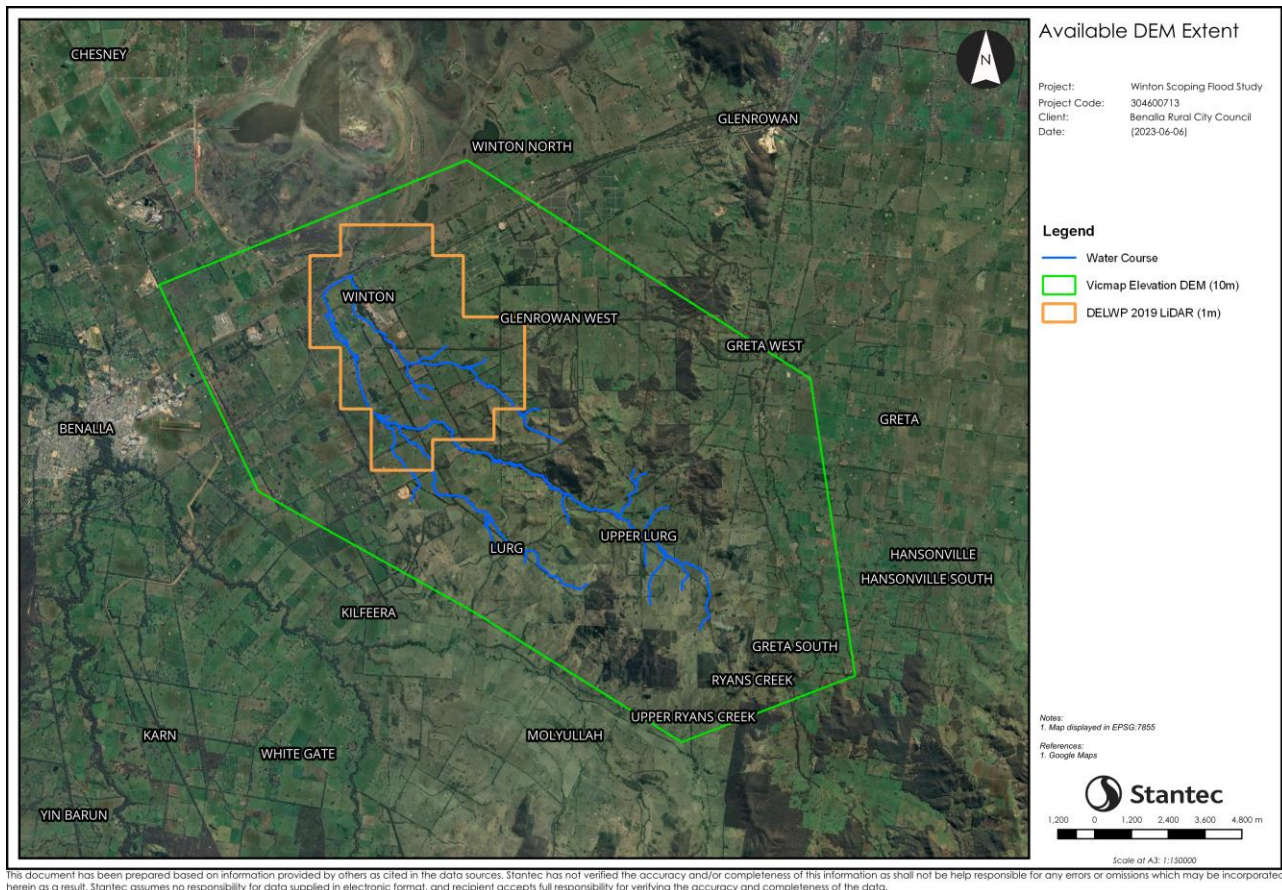 Available DEM Extent
Project: Winton Scoping Flood Study
Project Code: 304600713
Client: Benalla Rural City Council
Date: (2023-06-06)
Legend
Water Course
Vicmap Elevation DEM (10m)
DELWP 2019 LiDAR (1m)
N
CHESNEY
GLENROWAN
WINTON NORTH
WINTON
GLENROWAN WEST
GRETA WEST
GRETA
BENALLA
UPPER LURG
LURG
HANSONVILLE
HANSONVILLE SOUTH
KILFEERA
GRETA SOUTH
RYANS CREEK
UPPER RYANS CREEK
MOLYULLAH
KARN
WHITE GATE
YIN BARUN
Notes:
1. Map displayed in EPSG:7855
References:
1. Google Maps
Stantec
1,200 0 1,200 2,400 3,600 4,800 m
Scale at A3: 1:150000
This document has been prepared based on information provided by others as cited in the data sources. Stantec has not verified the accuracy and/or completeness of this information as shall not be help responsible for any errors or omissions which may be incorporated
herein as a result. Stantec assumes no responsibility for data supplied in electronic format, and recipient accepts full responsibility for verifying the accuracy and completeness of the data.